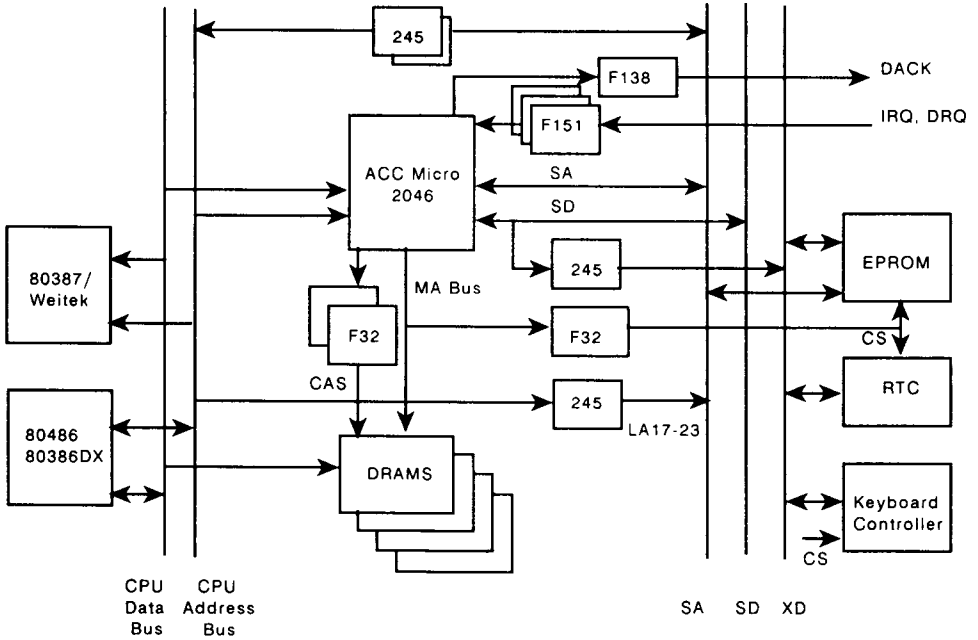 245
F138
DACK
F151
IRQ, DRQ
ACC Micro
2046
SA
SD
80387/
Weitek
245
EPROM
MA Bus
F32
F32
CS
CAS
RTC
245
LA17-23
80486
80386DX
DRAMS
Keyboard
Controller
CS
CPU
Data
Bus
CPU
Address
Bus
SA
SD
XD